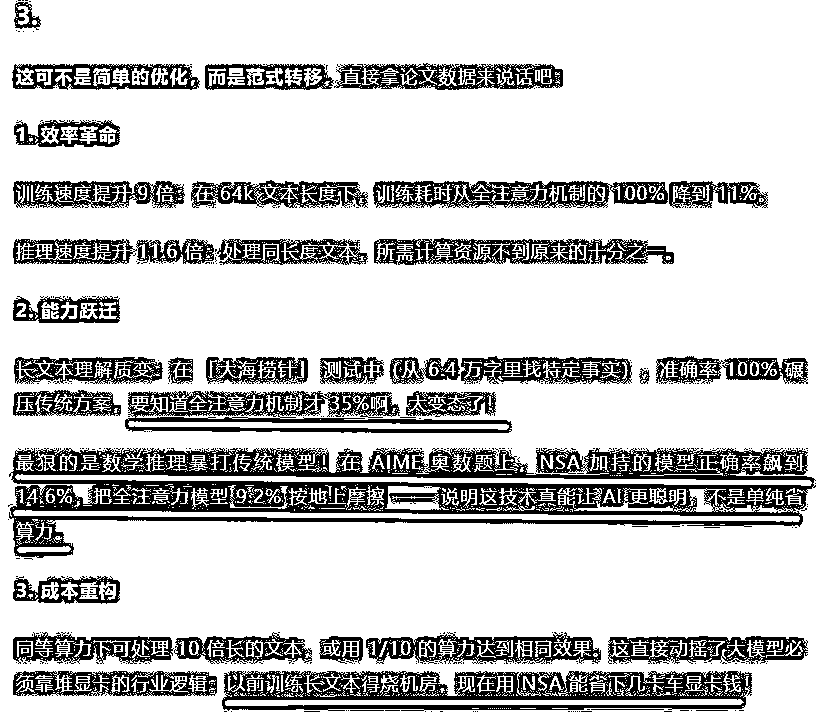 3.
这可不是简单的优化，而是范式转移，直接拿论文数据来说话吧：
1. 效率革命
训练速度提升 9 倍：在 64k 文本长度下，训练耗时从全注意力机制的 100% 降到 11%。
推理速度提升 11.6 倍：处理同长度文本，所需计算资源不到原来的十分之一。
2. 能力跃迁
长文本理解质变：在「大海捞针」测试中（从 6.4 万字里找特定事实），准确率 100% 碾
压传统方案，要知道全注意力机制才 35%啊，太变态了！
最狠的是数学推理暴打传统模型！在 AIME 奥数题上，NSA 加持的模型正确率飙到
14.6%，把全注意力模型 9.2% 按地上摩擦 —— 说明这技术真能让 AI 更聪明，不是单纯省
算力。
3. 成本重构
同等算力下可处理 10 倍长的文本，或用 1/10 的算力达到相同效果。这直接动摇了大模型必
须靠堆显卡的行业逻辑：以前训练长文本得烧机房，现在用 NSA 能省下几卡车显卡钱！